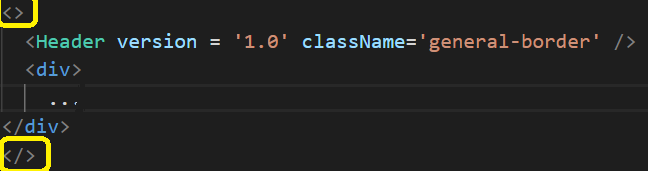 <>
<Header version = '1.0' className='general-border' />
<div>
...
</div>
</>